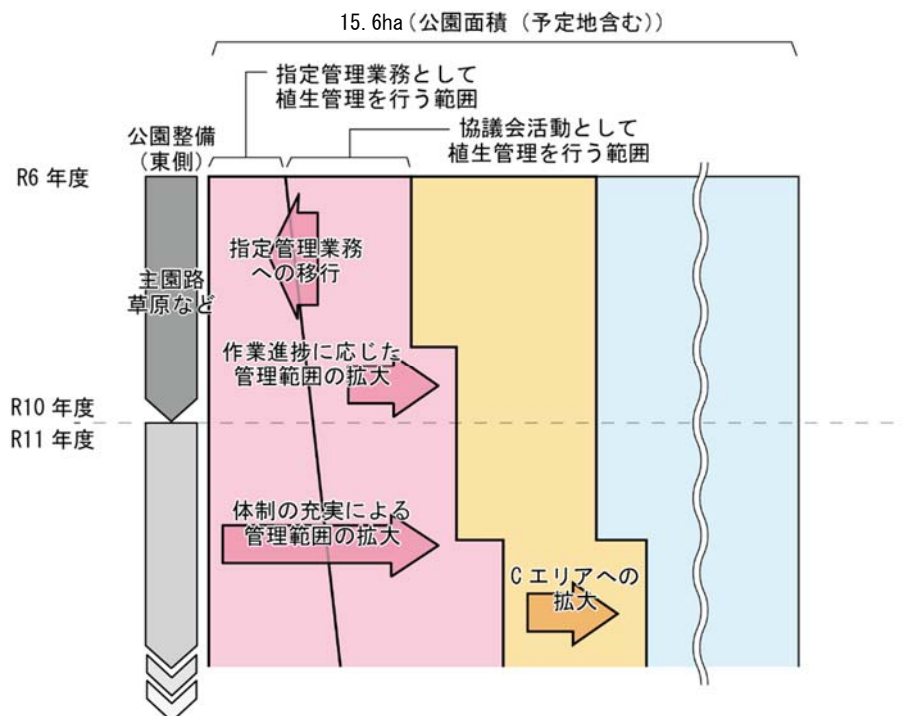 15.6ha(公園面積(予定地含む))
指定管理業務として
植生管理を行う範囲
協議会活動として
植生管理を行う範囲
公園整備
(東側)
R6 年度
指定管理業務
への移行
主園路
草原など
作業進捗に応じた
管理範囲の拡大
R10 年度
R11 年度
体制の充実による
管理範囲の拡大
C エリアへの
拡大